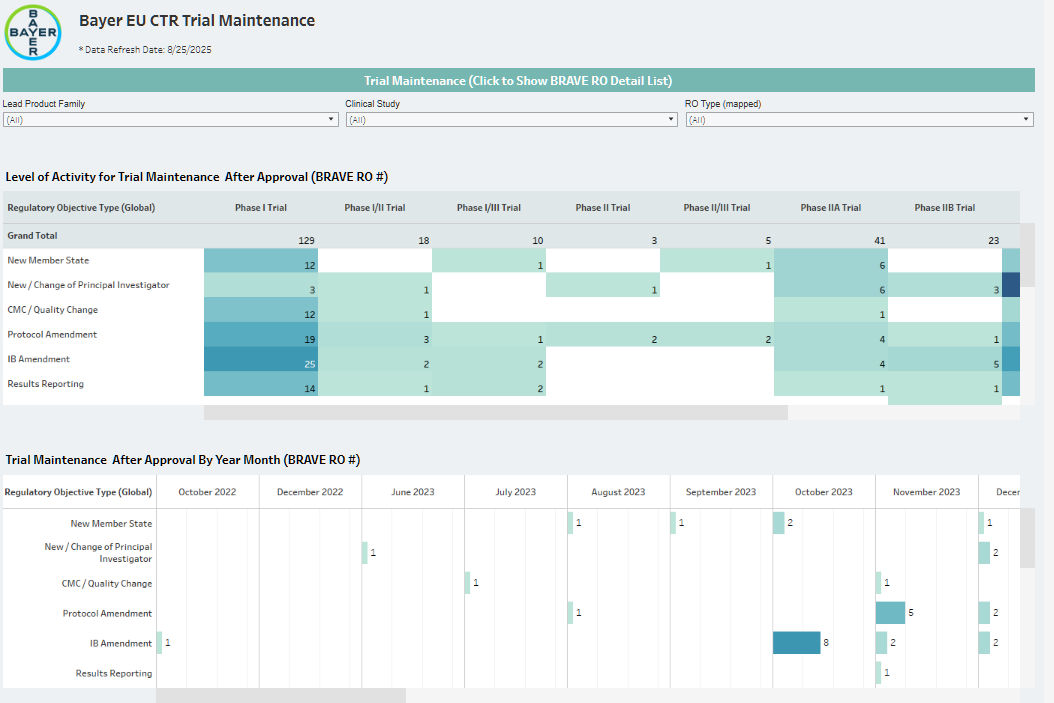 BAYER
BAYER
Bayer EU CTR Trial Maintenance
* Data Refresh Date: 8/25/2025
Trial Maintenance (Click to Show BRAVE RO Detail List)
Lead Product Family Clinical Study RO Type (mapped)
(All) (All) (All)
Level of Activity for Trial Maintenance After Approval (BRAVE RO #)
Regulatory Objective Type (Global) Phase I Trial Phase I/II Trial Phase I/III Trial Phase II Trial Phase II/III Trial Phase IIA Trial Phase IIB Trial
Grand Total 129 18 10 3 5 41 23
New Member State 12 1 1 6
New / Change of Principal Investigator 3 1 1 6 3
CMC / Quality Change 12 1 1
Protocol Amendment 19 3 1 2 2 4 1
IB Amendment 25 2 2 4 5
Results Reporting 14 1 2 1 1
Trial Maintenance After Approval By Year Month (BRAVE RO #)
Regulatory Objective Type (Global) October 2022 December 2022 June 2023 July 2023 August 2023 September 2023 October 2023 November 2023 Decem
New Member State 1 1 2 1
New / Change of Principal
Investigator 1 2
CMC / Quality Change 1 1
Protocol Amendment 1 5 2
IB Amendment 1 8 2 2
Results Reporting 1